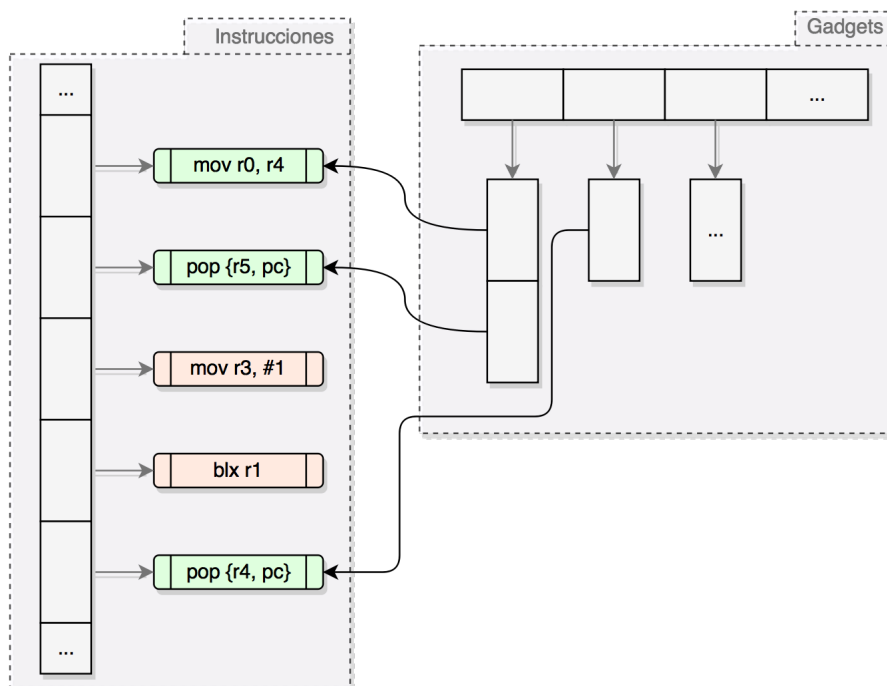 Instrucciones
...
mov r0, r4
pop {r5, pc}
mov r3, #1
blx r1
pop {r4, pc}
...
Gadgets
...
...